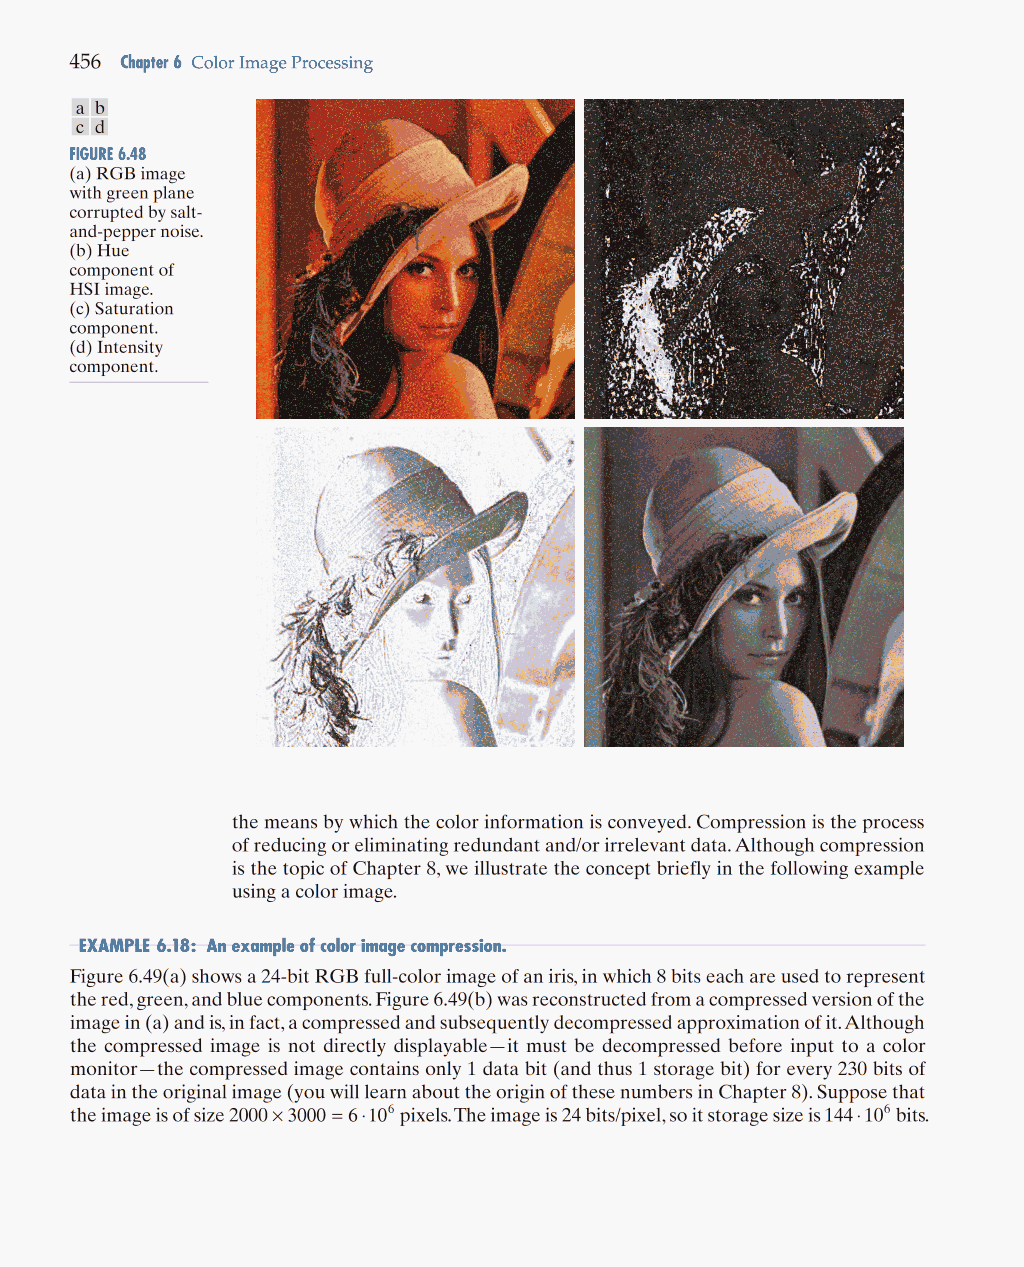 456 Chapter 6 Color Image Processing
a b
c d
FIGURE 6.48
(a) RGB image
with green plane
corrupted by salt-
and-pepper noise.
(b) Hue
component of
HSI image.
(c) Saturation
component.
(d) Intensity
component.
the means by which the color information is conveyed. Compression is the process
of reducing or eliminating redundant and/or irrelevant data. Although compression
is the topic of Chapter 8, we illustrate the concept briefly in the following example
using a color image.
EXAMPLE 6.18: An example of color image compression.
Figure 6.49(a) shows a 24-bit RGB full-color image of an iris, in which 8 bits each are used to represent
the red, green, and blue components. Figure 6.49(b) was reconstructed from a compressed version of the
image in (a) and is, in fact, a compressed and subsequently decompressed approximation of it. Although
the compressed image is not directly displayable—it must be decompressed before input to a color
monitor—the compressed image contains only 1 data bit (and thus 1 storage bit) for every 230 bits of
data in the original image (you will learn about the origin of these numbers in Chapter 8). Suppose that
the image is of size 2000 × 3000 = 6 · 10⁶ pixels. The image is 24 bits/pixel, so it storage size is 144 · 10⁶ bits.